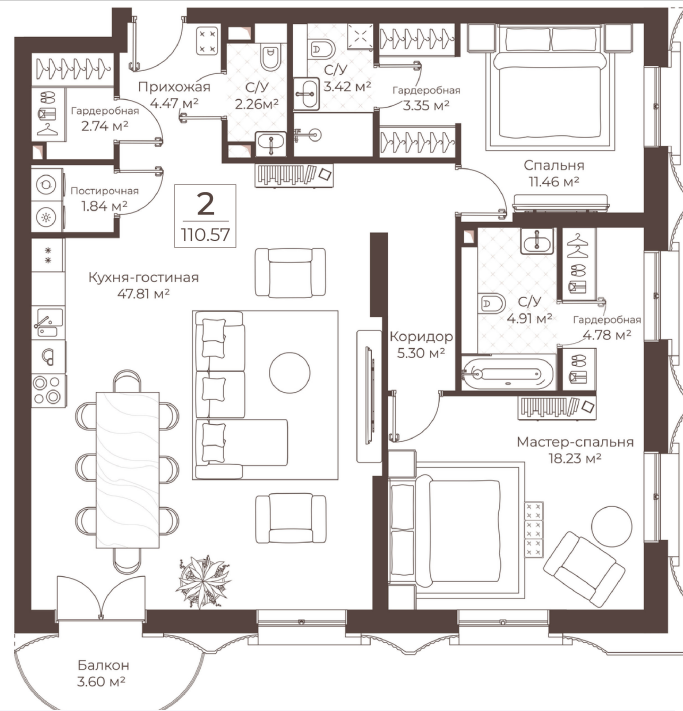 Прихожая
4.47 м²
С/У
2.26м²
С/У
3.42 м²
Гардеробная
3.35 м²
Гардеробная
2.74 м²
Спальня
11.46 м²
Постирочная
1.84 м²
2
110.57
Кухня-гостиная
47.81 м²
С/У
4.91 м²
Гардеробная
4.78 м²
Коридор
5.30 м²
Мастер-спальня
18.23 м²
Балкон
3.60 м²